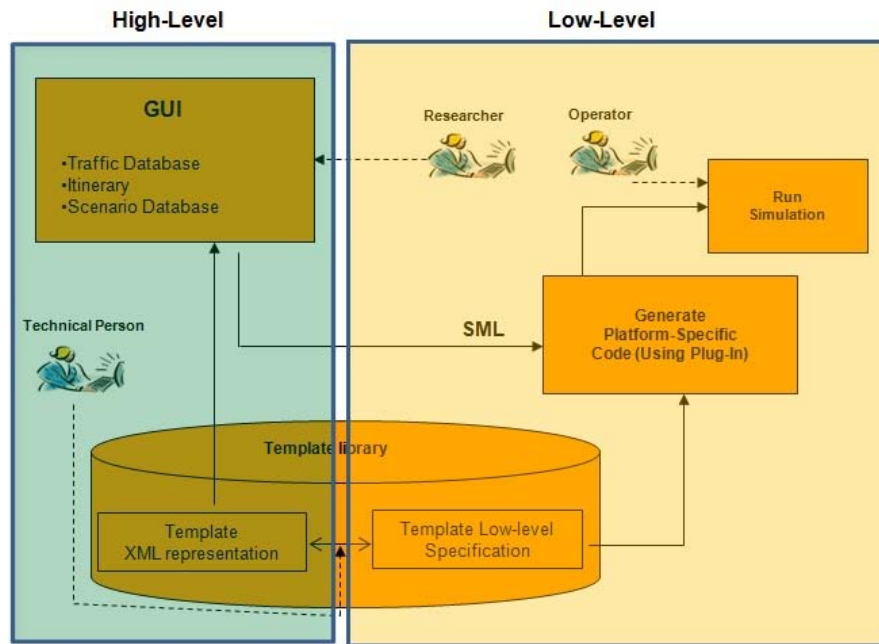 High-Level
Low-Level
GUI
•Traffic Database
•Itinerary
•Scenario Database
Researcher
Operator
Run
Simulation
Technical Person
SML
Generate
Platform-Specific
Code (Using Plug-In)
Template library
Template
XML representation
Template Low-level
Specification